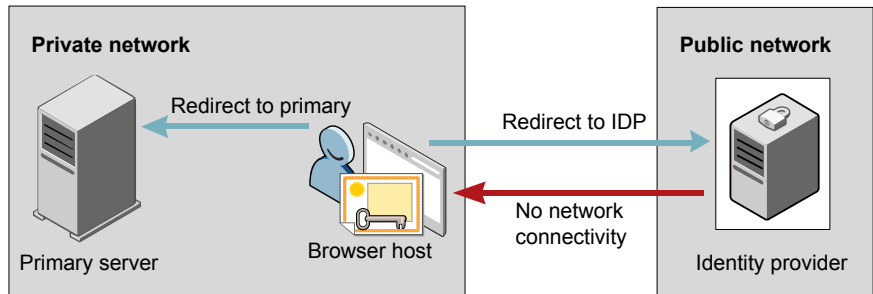 Private network
Public network
Redirect to primary
Redirect to IDP
No network
connectivity
Primary server
Browser host
Identity provider